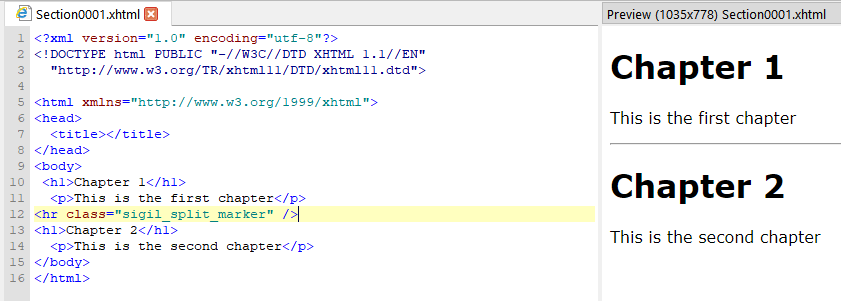 Section0001.xhtml
1 <?xml version="1.0" encoding="utf-8"?>
2 <!DOCTYPE html PUBLIC "-//W3C//DTD XHTML 1.1//EN"
3 "http://www.w3.org/TR/xhtml11/DTD/xhtml11.dtd">
4
5 <html xmlns="http://www.w3.org/1999/xhtml">
6 <head>
7 <title></title>
8 </head>
9 <body>
10 <h1>Chapter 1</h1>
11 <p>This is the first chapter</p>
12 <hr class="sigil_split_marker" />
13 <h1>Chapter 2</h1>
14 <p>This is the second chapter</p>
15 </body>
16 </html>
Preview (1035x778) Section0001.xhtml
Chapter 1
This is the first chapter
Chapter 2
This is the second chapter